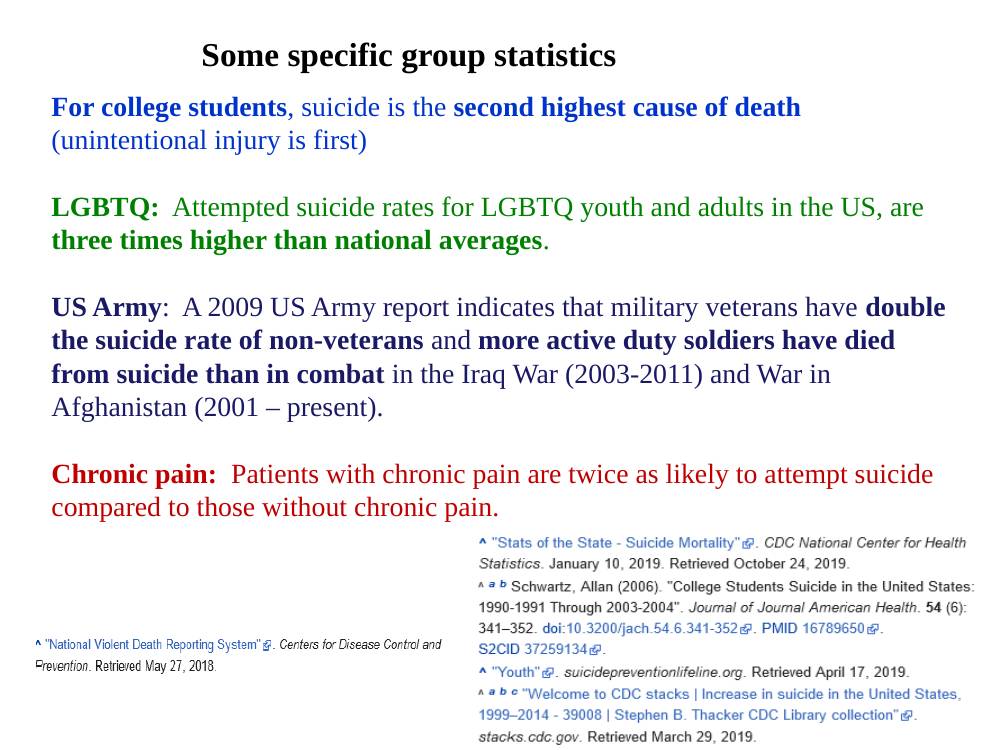 Some specific group statistics
For college students, suicide is the second highest cause of death
(unintentional injury is first)
LGBTQ: Attempted suicide rates for LGBTQ youth and adults in the US, are
three times higher than national averages.
US Army: A 2009 US Army report indicates that military veterans have double
the suicide rate of non-veterans and more active duty soldiers have died
from suicide than in combat in the Iraq War (2003-2011) and War in
Afghanistan (2001 – present).
Chronic pain: Patients with chronic pain are twice as likely to attempt suicide
compared to those without chronic pain.
^ "National Violent Death Reporting System". Centers for Disease Control and
Prevention. Retrieved May 27, 2018.
^ "Stats of the State - Suicide Mortality". CDC National Center for Health
Statistics. January 10, 2019. Retrieved October 24, 2019.
^ a b Schwartz, Allan (2006). "College Students Suicide in the United States:
1990-1991 Through 2003-2004". Journal of Journal American Health. 54 (6):
341–352. doi:10.3200/jach.54.6.341-352. PMID 16789650.
S2CID 37259134.
^ "Youth". suicidepreventionlifeline.org. Retrieved April 17, 2019.
^ a b c "Welcome to CDC stacks | Increase in suicide in the United States,
1999–2014 - 39008 | Stephen B. Thacker CDC Library collection".
stacks.cdc.gov. Retrieved March 29, 2019.